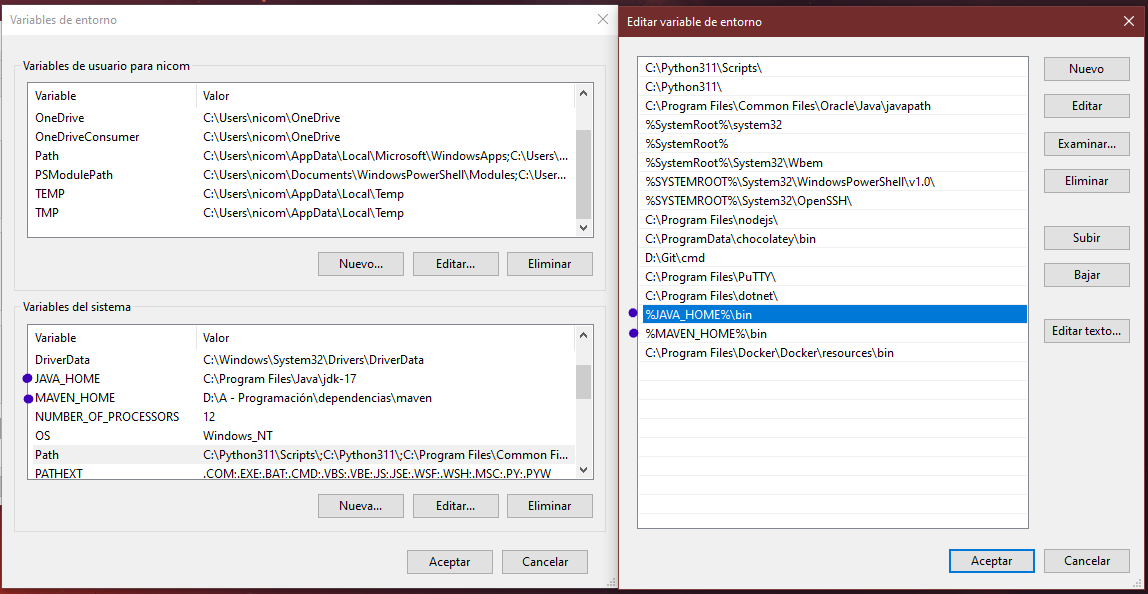 Variables de entorno
Variables de usuario para nicom
Variable Valor
OneDrive C:\Users\nicom\OneDrive
OneDriveConsumer C:\Users\nicom\OneDrive
Path C:\Users\nicom\AppData\Local\Microsoft\WindowsApps;C:\Users\...
PSModulePath C:\Users\nicom\Documents\WindowsPowerShell\Modules;C:\User...
TEMP C:\Users\nicom\AppData\Local\Temp
TMP C:\Users\nicom\AppData\Local\Temp
Nuevo... Editar... Eliminar
Variables del sistema
Variable Valor
DriverData C:\Windows\System32\Drivers\DriverData
JAVA_HOME C:\Program Files\Java\jdk-17
MAVEN_HOME D:\A - Programación\dependencias\maven
NUMBER_OF_PROCESSORS 12
OS Windows_NT
Path C:\Python311\Scripts\;C:\Python311\;C:\Program Files\Common Fi...
PATHEXT .COM;.EXE;.BAT;.CMD;.VBS;.VBE;.JS;.JSE;.WSF;.WSH;.MSC;.PY;.PYW
Nueva... Editar... Eliminar
Aceptar Cancelar
Editar variable de entorno
C:\Python311\Scripts\
C:\Python311\
C:\Program Files\Common Files\Oracle\Java\javapath
%SystemRoot%\system32
%SystemRoot%
%SystemRoot%\System32\Wbem
%SYSTEMROOT%\System32\WindowsPowerShell\v1.0\
%SYSTEMROOT%\System32\OpenSSH\
C:\Program Files\nodejs\
C:\ProgramData\chocolatey\bin
D:\Git\cmd
C:\Program Files\PuTTY\
C:\Program Files\dotnet\
%JAVA_HOME%\bin
%MAVEN_HOME%\bin
C:\Program Files\Docker\Docker\resources\bin
Nuevo
Editar
Examinar...
Eliminar
Subir
Bajar
Editar texto...
Aceptar Cancelar